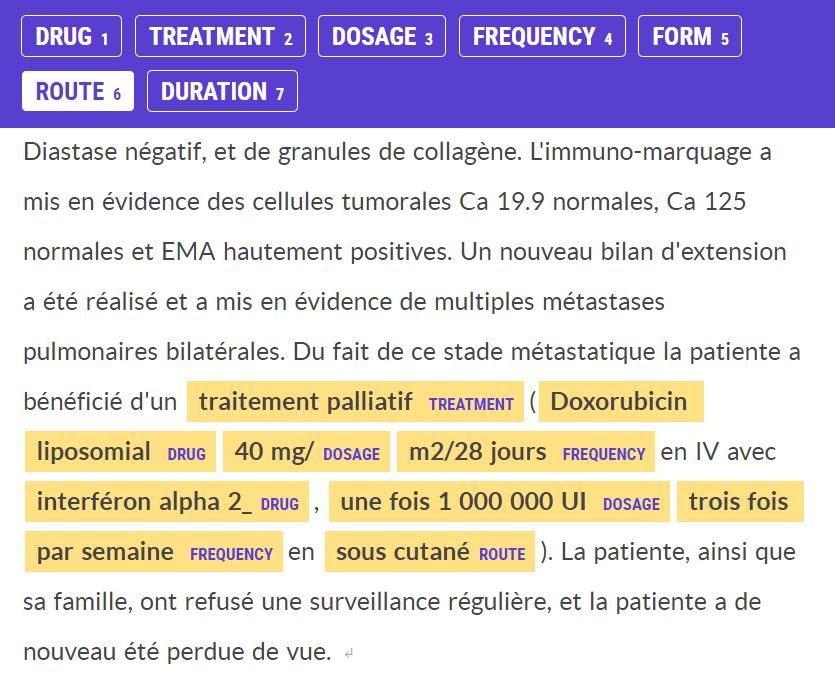 DRUG 1 TREATMENT 2 DOSAGE 3 FREQUENCY 4 FORM 5
ROUTE 6 DURATION 7
Diastase négatif, et de granules de collagène. L'immuno-marquage a
mis en évidence des cellules tumorales Ca 19.9 normales, Ca 125
normales et EMA hautement positives. Un nouveau bilan d'extension
a été réalisé et a mis en évidence de multiples métastases
pulmonaires bilatérales. Du fait de ce stade métastatique la patiente a
bénéficié d'un traitement palliatif TREATMENT ( Doxorubicin
liposomial DRUG 40 mg/ DOSAGE m2/28 jours FREQUENCY en IV avec
interféron alpha 2_ DRUG , une fois 1 000 000 UI DOSAGE trois fois
par semaine FREQUENCY en sous cutané ROUTE ). La patiente, ainsi que
sa famille, ont refusé une surveillance régulière, et la patiente a de
nouveau été perdue de vue. ↲